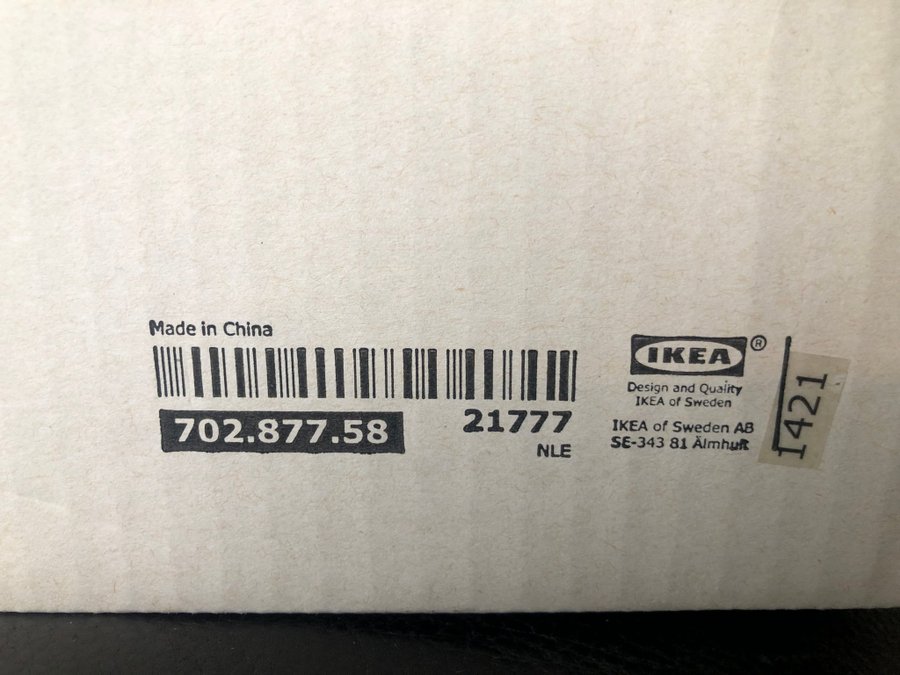 Made in China
702.877.58
21777
NLE
IKEA®
Design and Quality
IKEA of Sweden
IKEA of Sweden AB
SE-343 81 Älmhult
1421